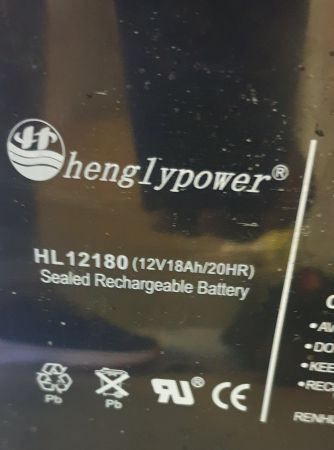 henglypower®
HL12180 (12V18Ah/20HR)
Sealed Rechargeable Battery
Pb
Pb
CE